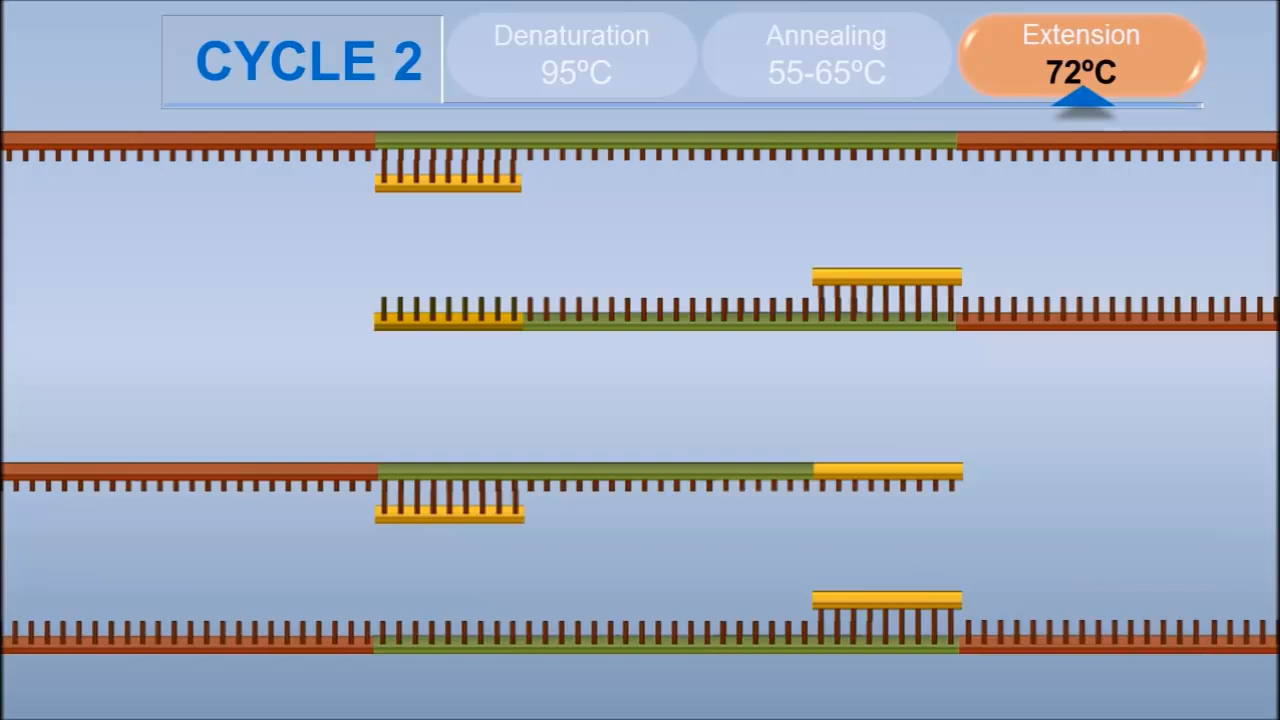 CYCLE 2
Denaturation
95ºC
Annealing
55-65ºC
Extension
72ºC